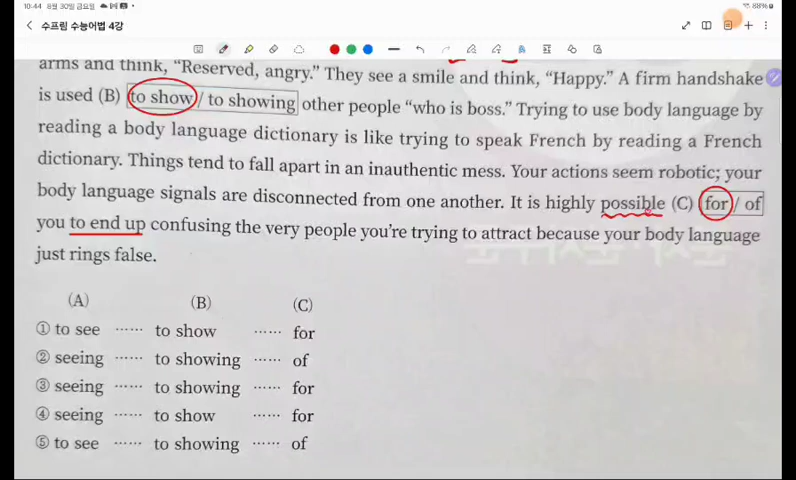 10:44 8월 30일 금요일
88%
수프림 수능어법 4강
arms and think, “Reserved, angry.” They see a smile and think, “Happy.” A firm handshake
is used (B) to show / to showing other people “who is boss.” Trying to use body language by
reading a body language dictionary is like trying to speak French by reading a French
dictionary. Things tend to fall apart in an inauthentic mess. Your actions seem robotic; your
body language signals are disconnected from one another. It is highly possible (C) for / of
you to end up confusing the very people you’re trying to attract because your body language
just rings false.
(A) (B) (C)
① to see ······ to show ······ for
② seeing ······ to showing ······ of
③ seeing ······ to showing ······ for
④ seeing ······ to show ······ for
⑤ to see ······ to showing ······ of